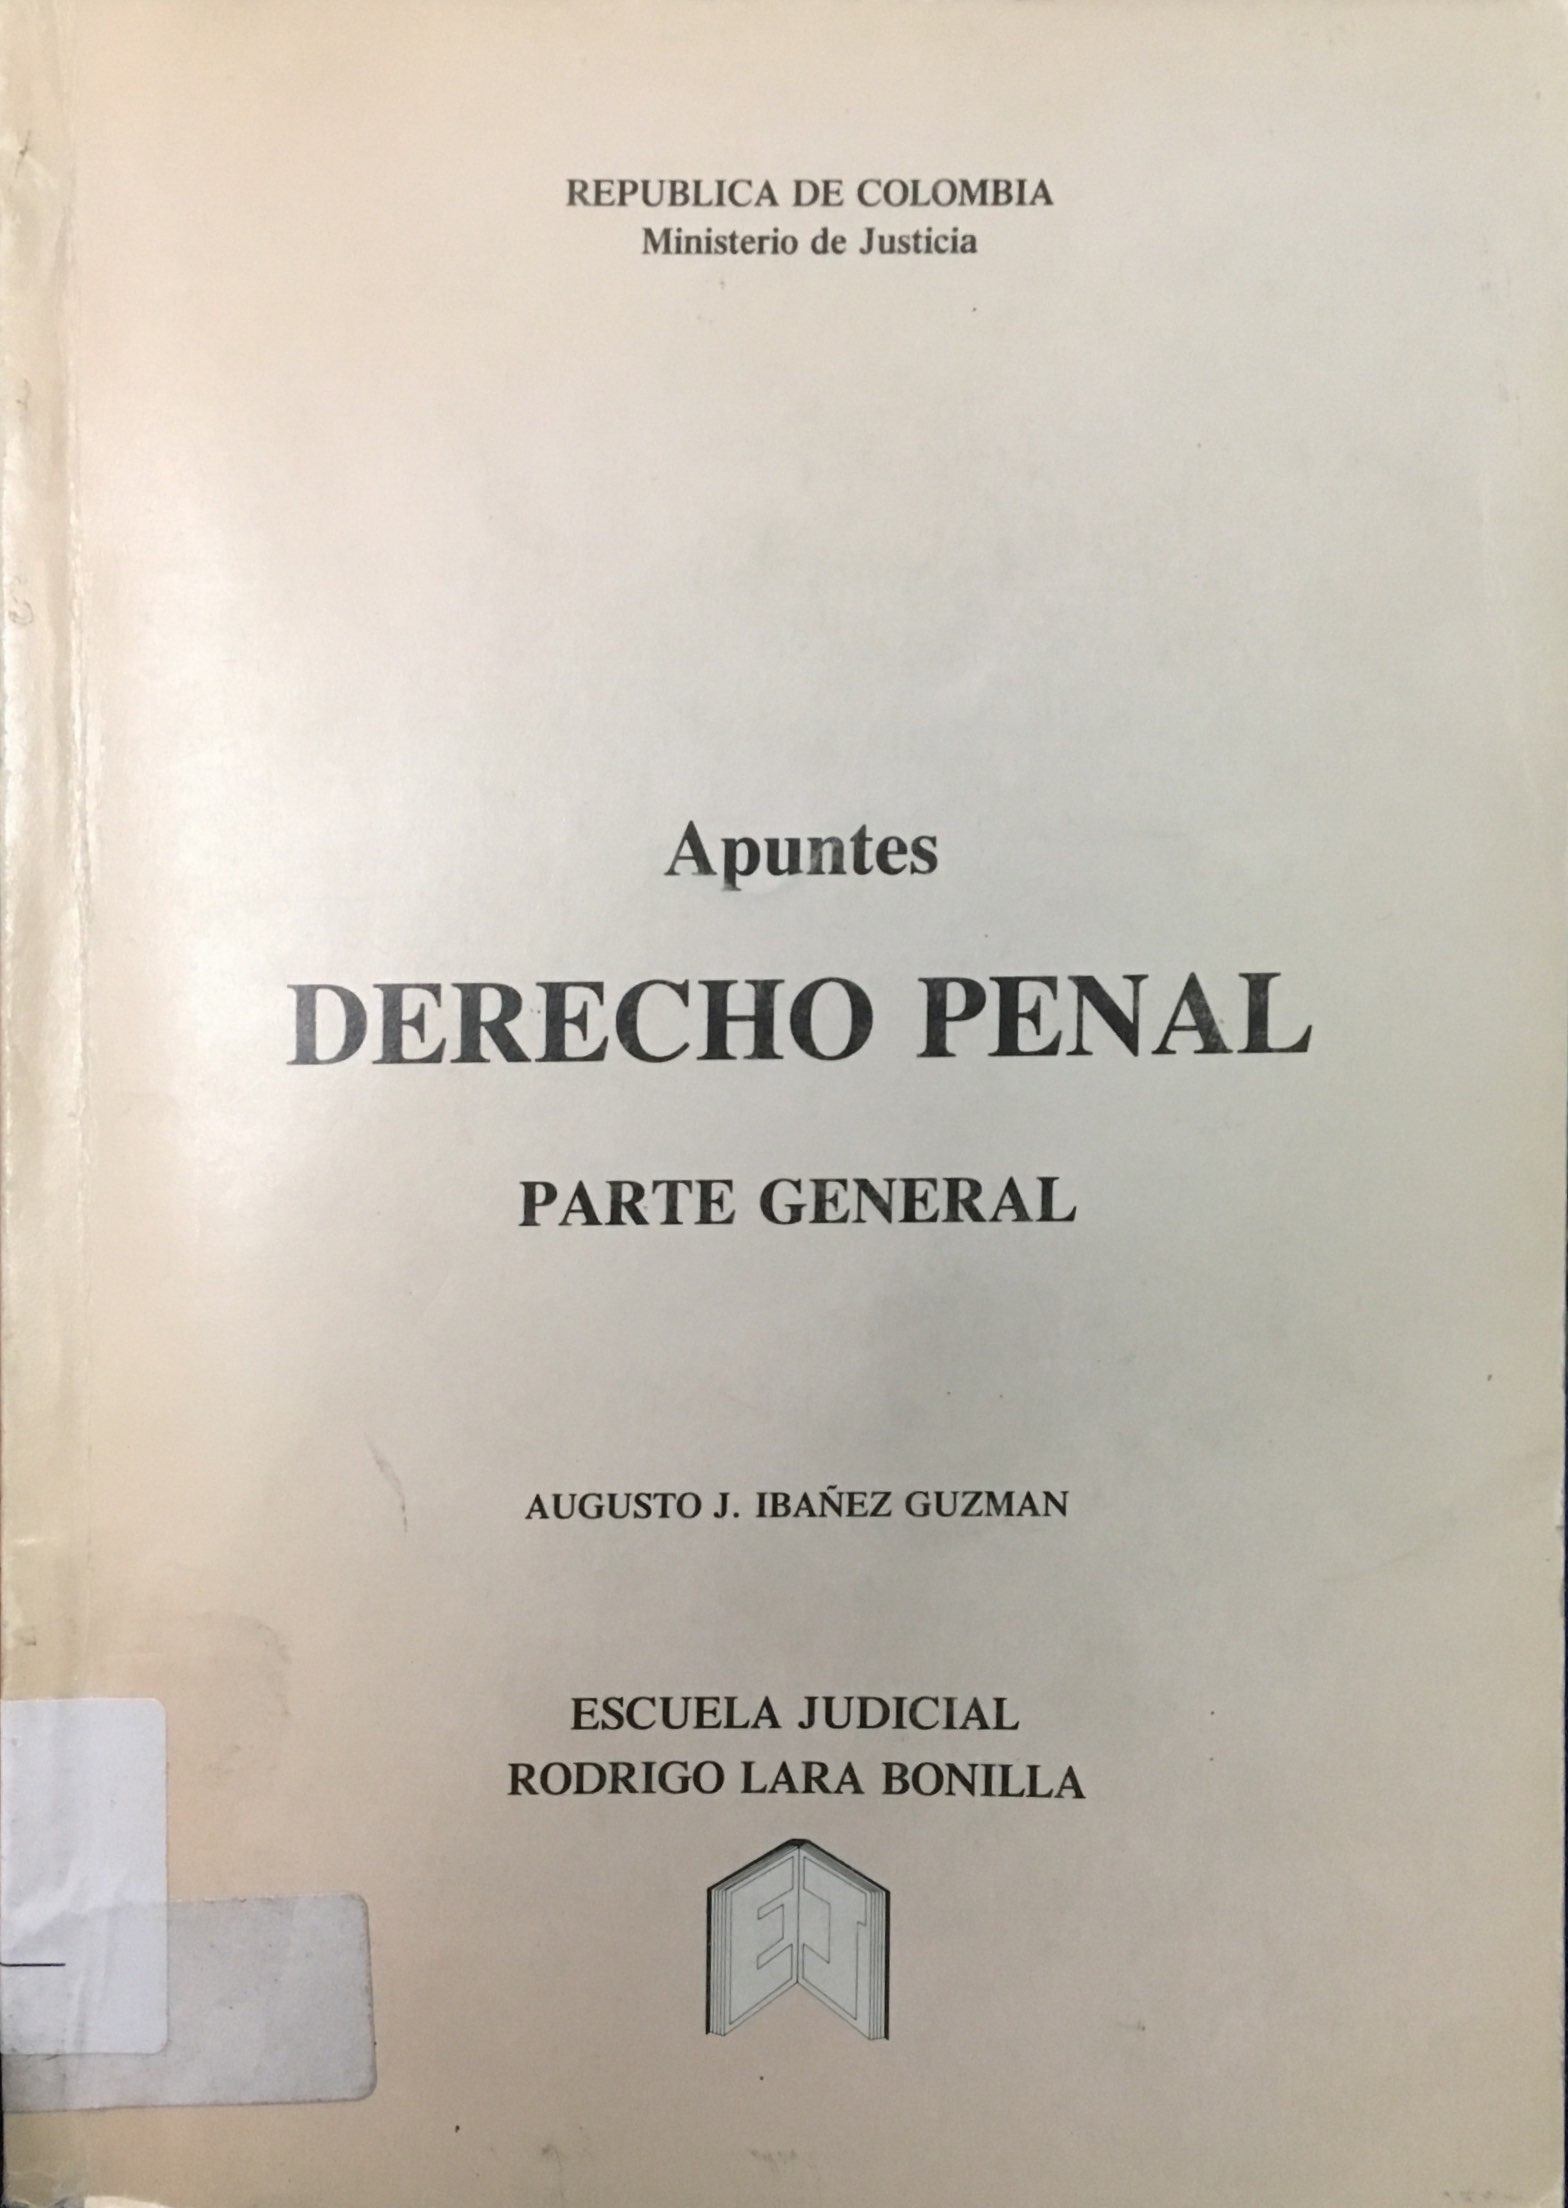 REPUBLICA DE COLOMBIA
Ministerio de Justicia
Apuntes
DERECHO PENAL
PARTE GENERAL
AUGUSTO J. IBAÑEZ GUZMAN
ESCUELA JUDICIAL
RODRIGO LARA BONILLA
EJ